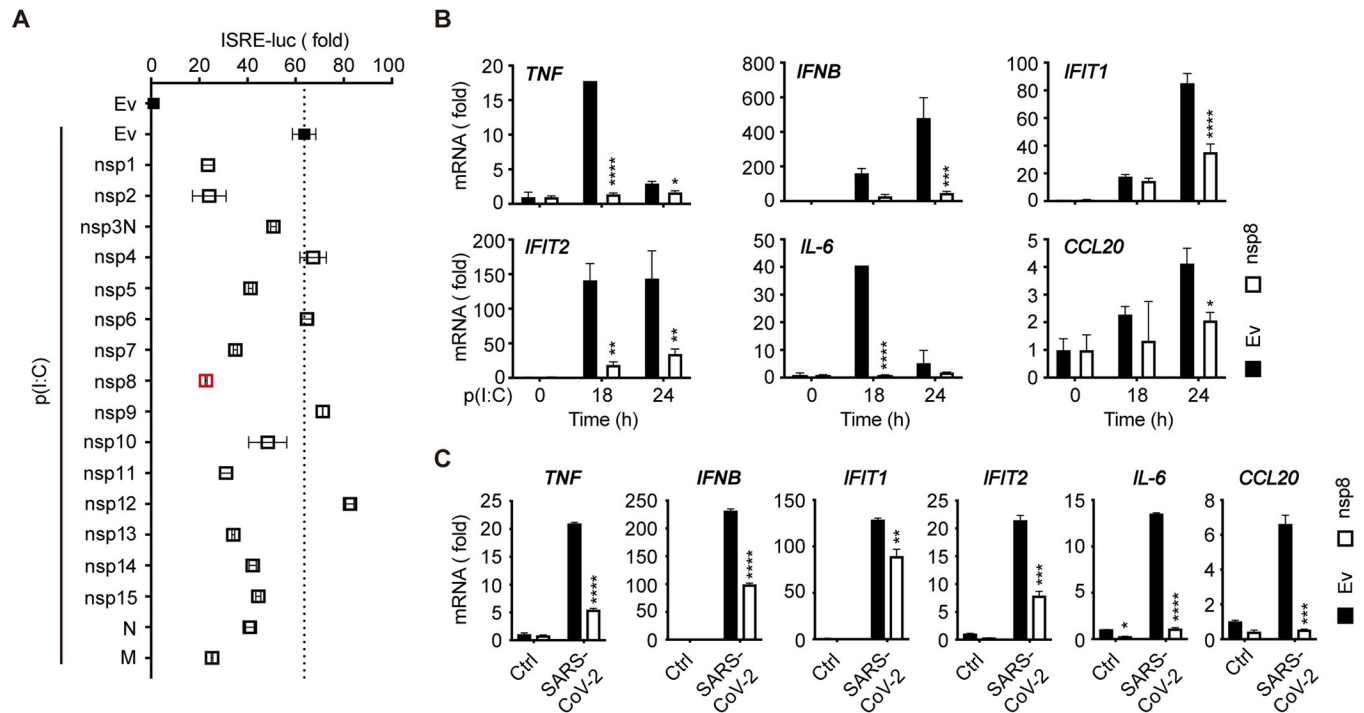 A
ISRE-luc ( fold)
0 20 40 60 80 100
Ev
Ev
nsp1
nsp2
nsp3N
nsp4
nsp5
nsp6
nsp7
nsp8
nsp9
nsp10
nsp11
nsp12
nsp13
nsp14
nsp15
N
M
p(I:C)
B
TNF
mRNA ( fold)
20
15
10
5
0
****
*
IFNB
800
600
400
200
0
***
IFIT1
100
80
60
40
20
0
****
IFIT2
mRNA ( fold)
200
150
100
50
0
**
**
p(I:C)
0 18 24
Time (h)
IL-6
50
40
30
20
10
0
****
0 18 24
Time (h)
CCL20
5
4
3
2
1
0
*
0 18 24
Time (h)
Ev nsp8
C
TNF
mRNA ( fold)
25
20
15
10
5
0
****
Ctrl
SARS-
CoV-2
IFNB
250
200
150
100
50
0
****
Ctrl
SARS-
CoV-2
IFIT1
150
100
50
0
**
Ctrl
SARS-
CoV-2
IFIT2
25
20
15
10
5
0
***
Ctrl
SARS-
CoV-2
IL-6
15
12
9
6
3
0
*
****
Ctrl
SARS-
CoV-2
CCL20
8
6
4
2
0
***
Ctrl
SARS-
CoV-2
Ev nsp8